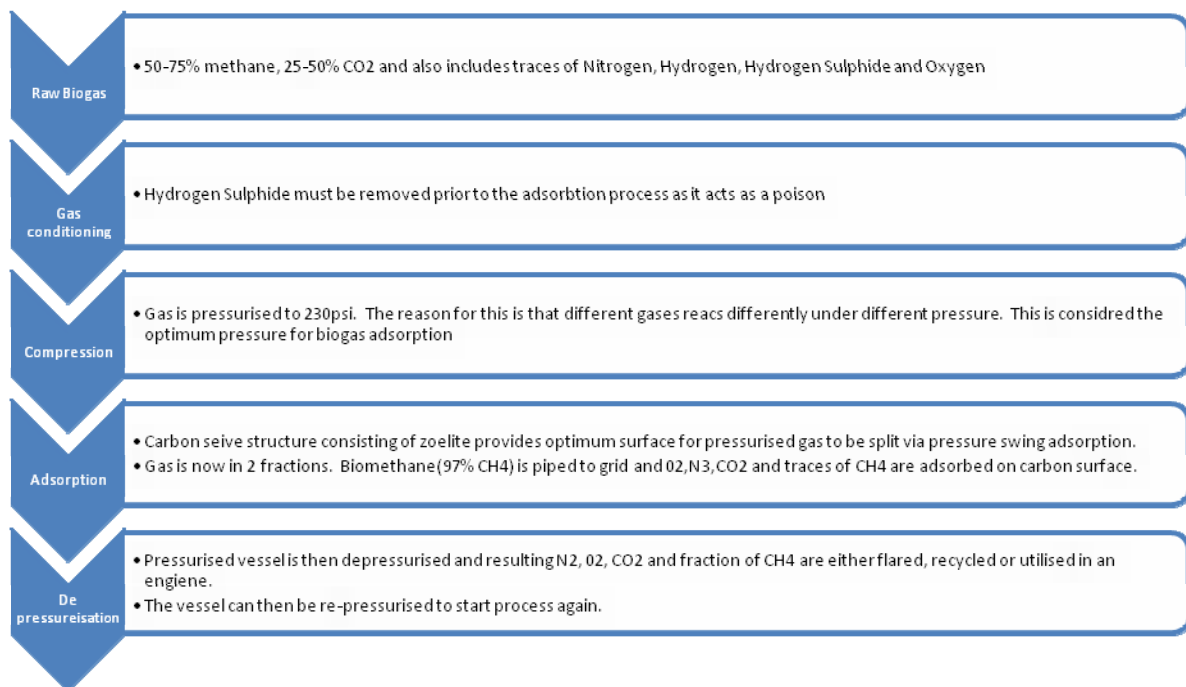 Raw Biogas
• 50-75% methane, 25-50% CO2 and also includes traces of Nitrogen, Hydrogen, Hydrogen Sulphide and Oxygen
Gas
conditioning
• Hydrogen Sulphide must be removed prior to the adsorbtion process as it acts as a poison
Compression
• Gas is pressurised to 230psi. The reason for this is that different gases reacs differently under different pressure. This is considred the
optimum pressure for biogas adsorption
Adsorption
• Carbon seive structure consisting of zoelite provides optimum surface for pressurised gas to be split via pressure swing adsorption.
• Gas is now in 2 fractions. Biomethane(97% CH4) is piped to grid and 02,N3,CO2 and traces of CH4 are adsorbed on carbon surface.
De
pressureisation
• Pressurised vessel is then depressurised and resulting N2, 02, CO2 and fraction of CH4 are either flared, recycled or utilised in an
engiene.
• The vessel can then be re-pressurised to start process again.